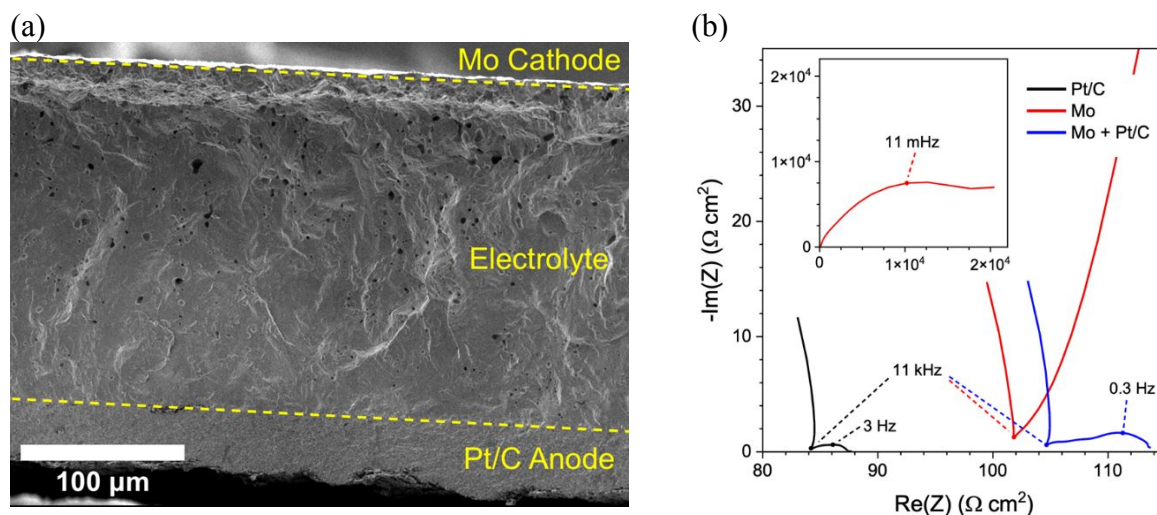 (a)
Mo Cathode
Electrolyte
Pt/C Anode
100 μm
(b)
-Im(Z) (Ω cm²)
30
20
10
0
2×10⁴
1×10⁴
0
0
1×10⁴
2×10⁴
11 mHz
Pt/C
Mo
Mo + Pt/C
11 kHz
3 Hz
0.3 Hz
80
90
100
110
Re(Z) (Ω cm²)